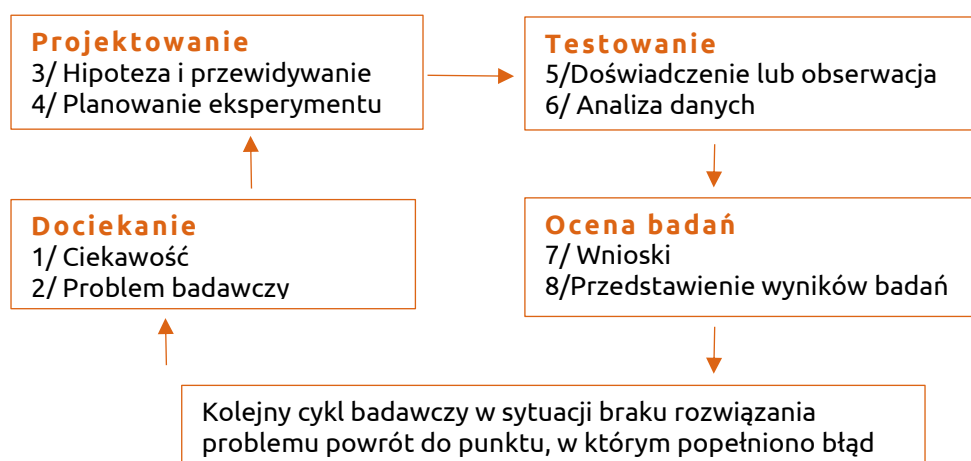 Projektowanie
3/ Hipoteza i przewidywanie
4/ Planowanie eksperymentu
Testowanie
5/Doświadczenie lub obserwacja
6/ Analiza danych
Dociekanie
1/ Ciekawość
2/ Problem badawczy
Ocena badań
7/ Wnioski
8/Przedstawienie wyników badań
Kolejny cykl badawczy w sytuacji braku rozwiązania
problemu powrót do punktu, w którym popełniono błąd